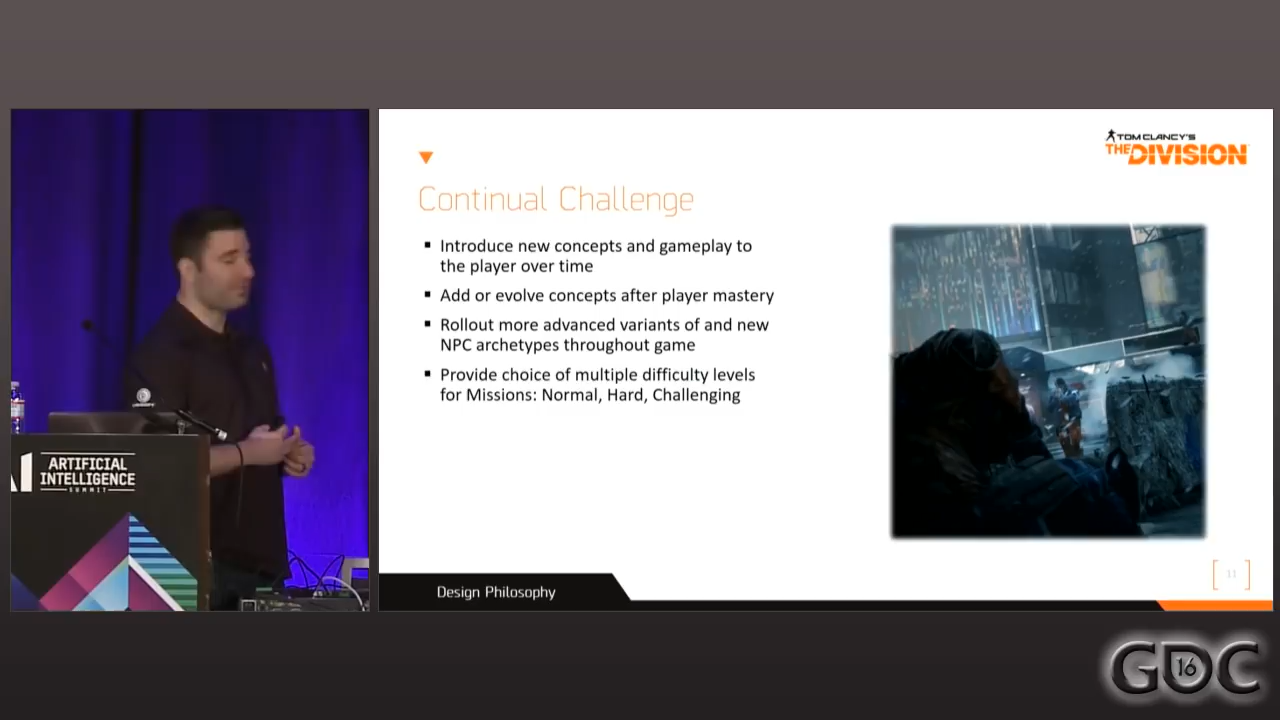 TOM CLANCY'S
THE DIVISION
Continual Challenge
Introduce new concepts and gameplay to
the player over time
Add or evolve concepts after player mastery
Rollout more advanced variants of and new
NPC archetypes throughout game
Provide choice of multiple difficulty levels
for Missions: Normal, Hard, Challenging
ARTIFICIAL
INTELLIGENCE
SUMMIT
11
Design Philosophy
GDC 16